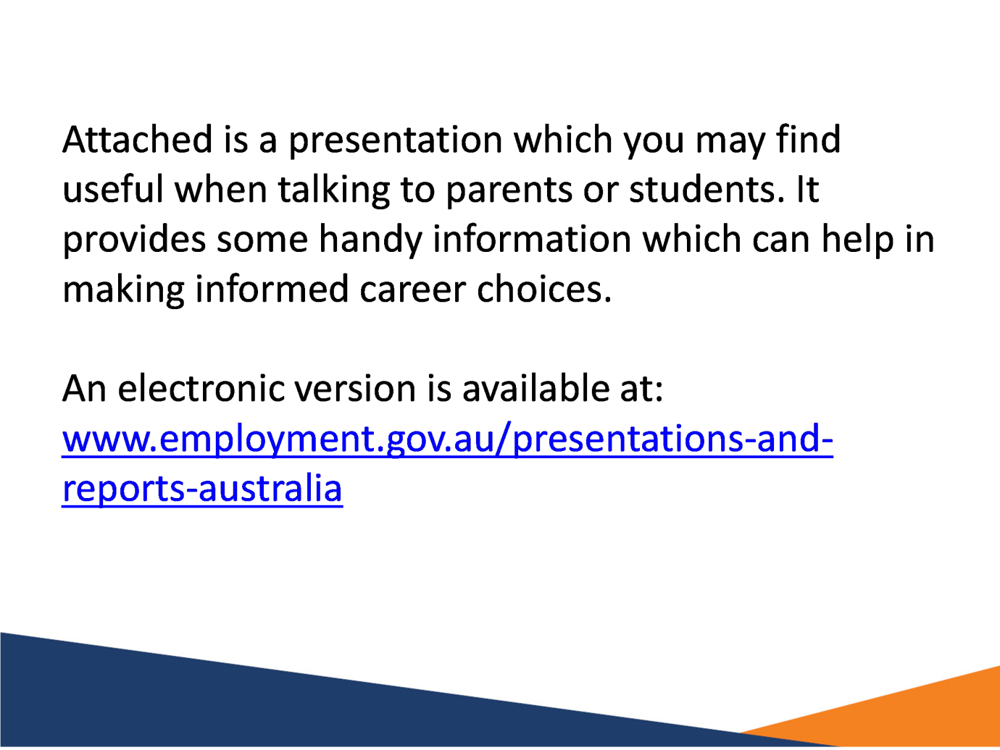 Attached is a presentation which you may find
useful when talking to parents or students. It
provides some handy information which can help in
making informed career choices.
An electronic version is available at:
www.employment.gov.au/presentations-and-
reports-australia